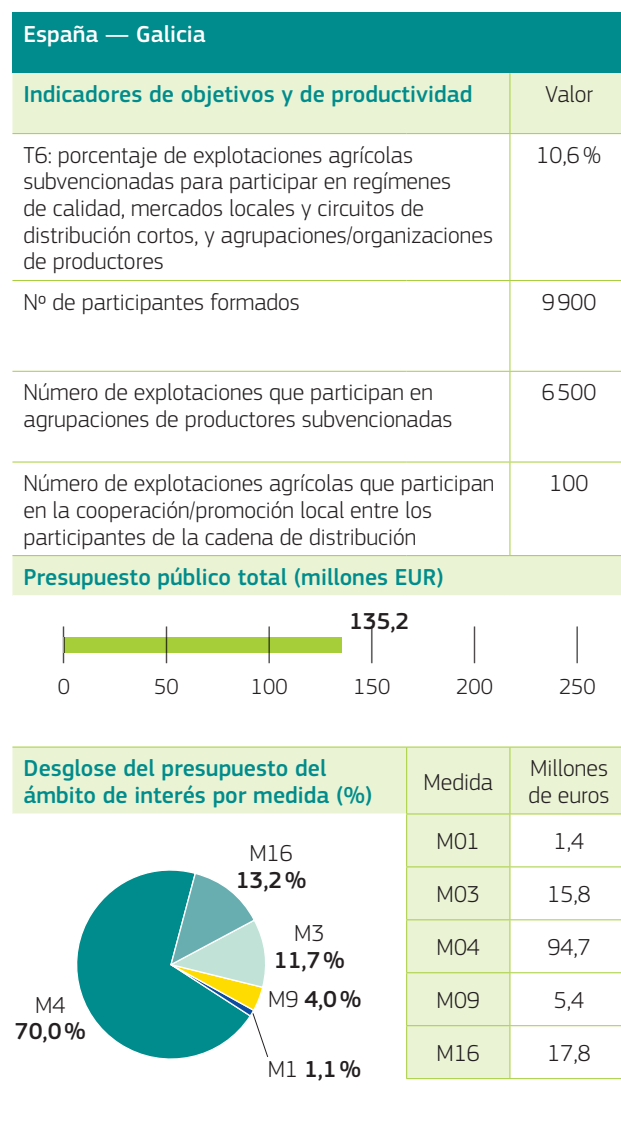 España — Galicia
Indicadores de objetivos y de productividad
Valor
T6: porcentaje de explotaciones agrícolas
subvencionadas para participar en regímenes
de calidad, mercados locales y circuitos de
distribución cortos, y agrupaciones/organizaciones
de productores
10,6 %
Nº de participantes formados
9 900
Número de explotaciones que participan en
agrupaciones de productores subvencionadas
6 500
Número de explotaciones agrícolas que participan
en la cooperación/promoción local entre los
participantes de la cadena de distribución
100
Presupuesto público total (millones EUR)
135,2
0 50 100 150 200 250
Desglose del presupuesto del
ámbito de interés por medida (%)
Medida
Millones
de euros
M01 1,4
M03 15,8
M04 94,7
M09 5,4
M16 17,8
M16
13,2 %
M3
11,7 %
M9 4,0 %
M4
70,0 %
M1 1,1 %